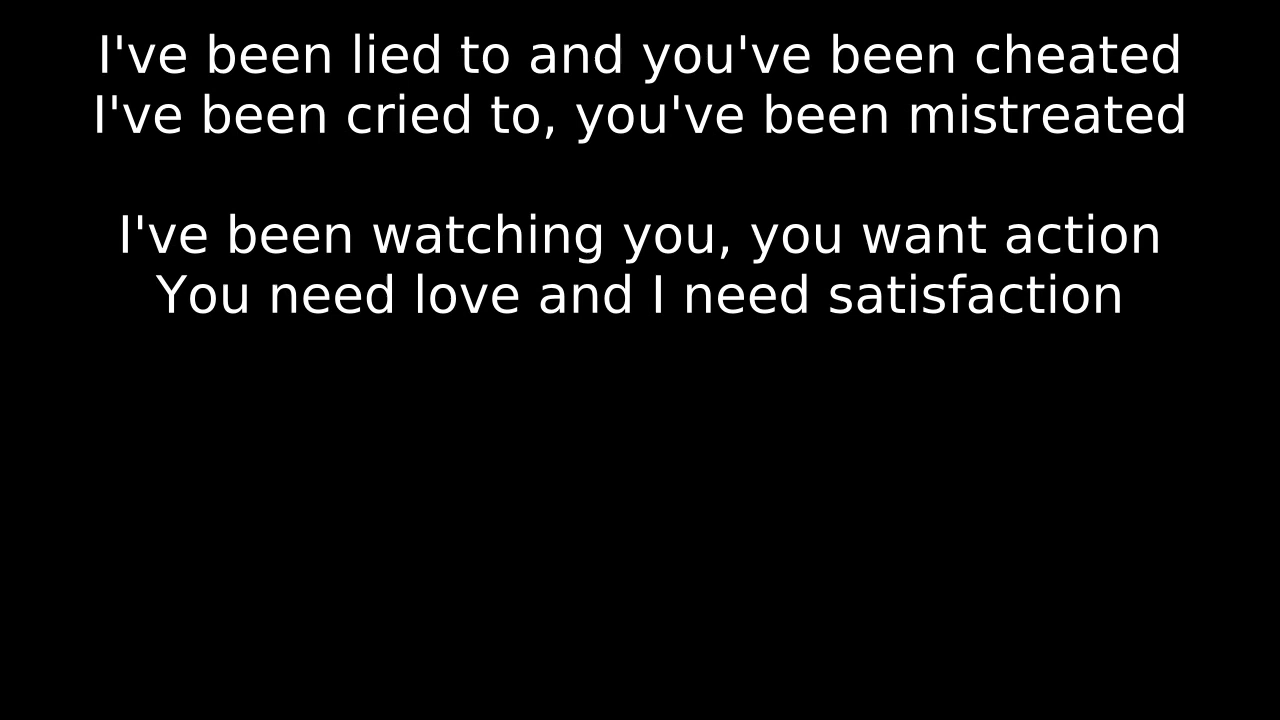 I've been lied to and you've been cheated
I've been cried to, you've been mistreated
I've been watching you, you want action
You need love and I need satisfaction